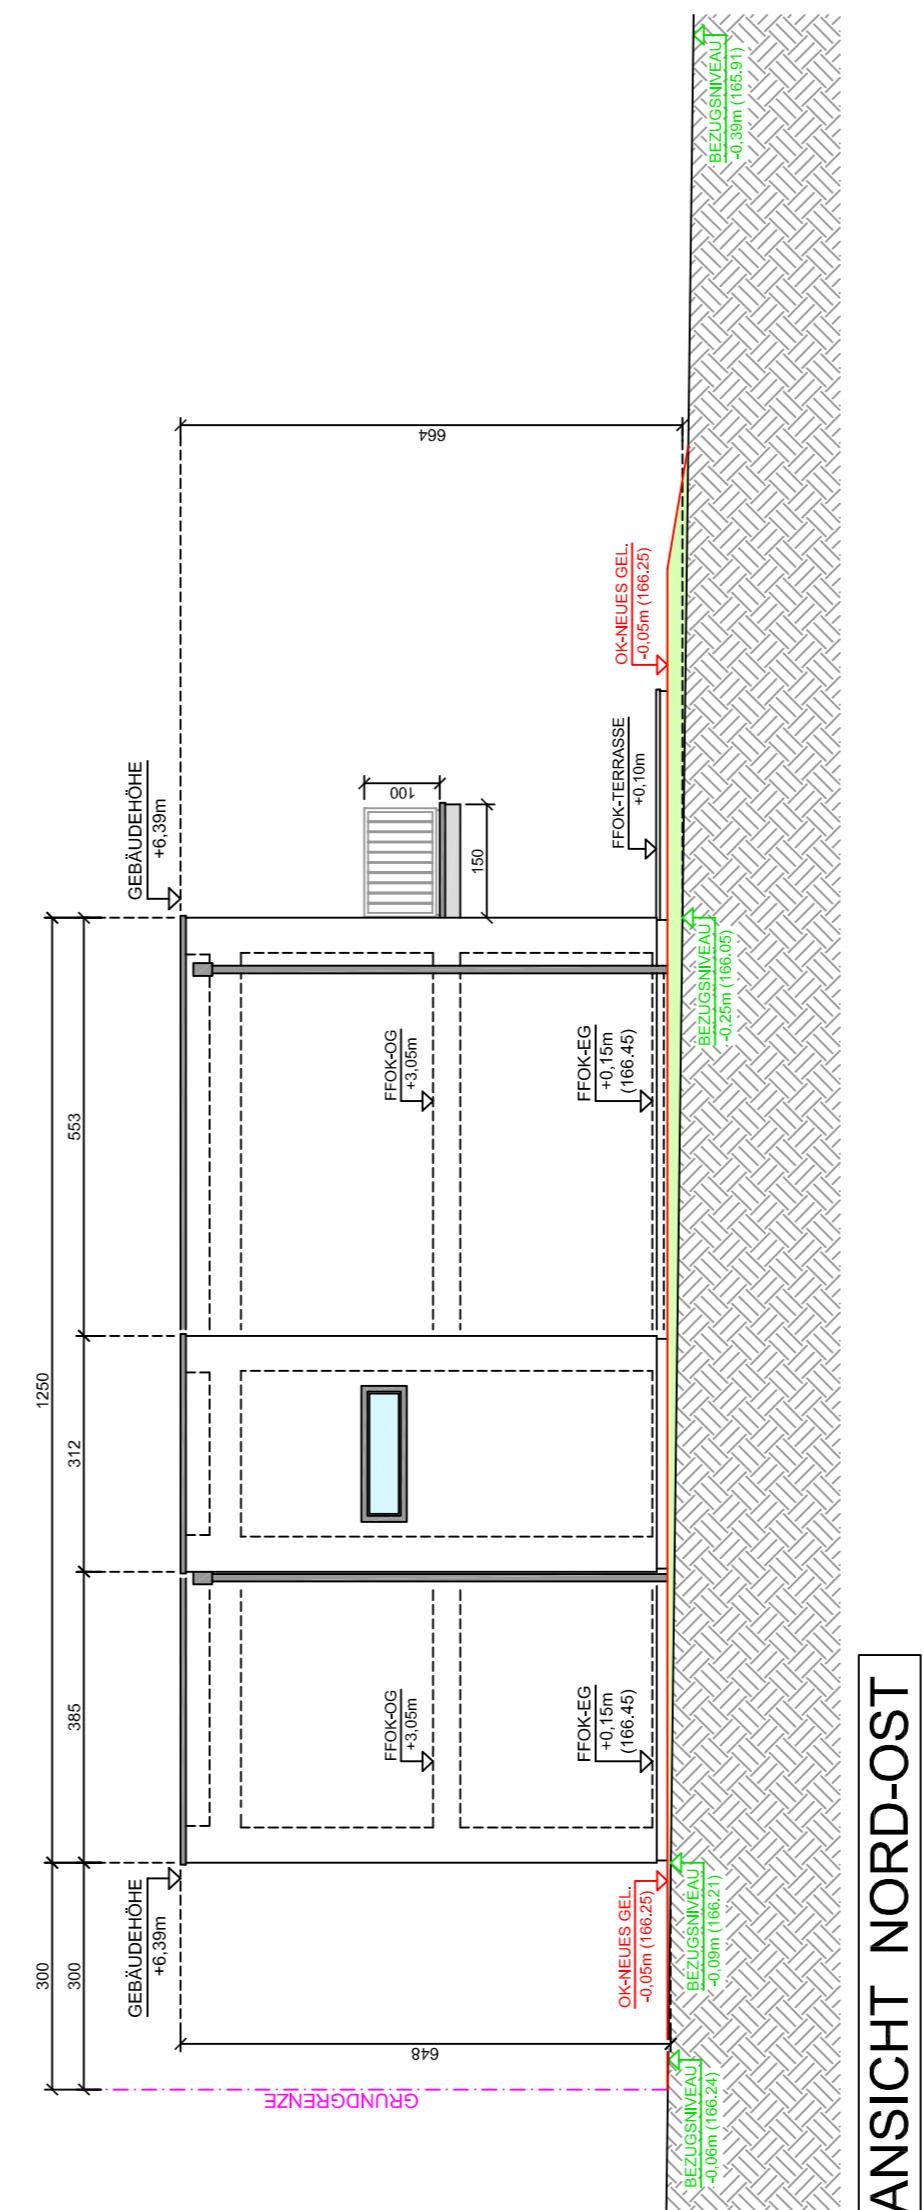 300
1250
300
385
312
553
GEBÄUDEHÖHE
+6,39m
GEBÄUDEHÖHE
+6,39m
GRUNDGRENZE
648
664
100
150
FFOK-OG
+3,05m
FFOK-OG
+3,05m
FFOK-EG
+0,15m
(166.45)
FFOK-EG
+0,15m
(166.45)
FFOK-TERRASSE
+0,10m
OK-NEUES GEL.
-0,05m (166.25)
OK-NEUES GEL.
-0,05m (166.25)
BEZUGSNIVEAU
-0,06m (166.24)
BEZUGSNIVEAU
-0,09m (166.21)
BEZUGSNIVEAU
-0,25m (166.05)
BEZUGSNIVEAU
-0,39m (165.91)
ANSICHT NORD-OST